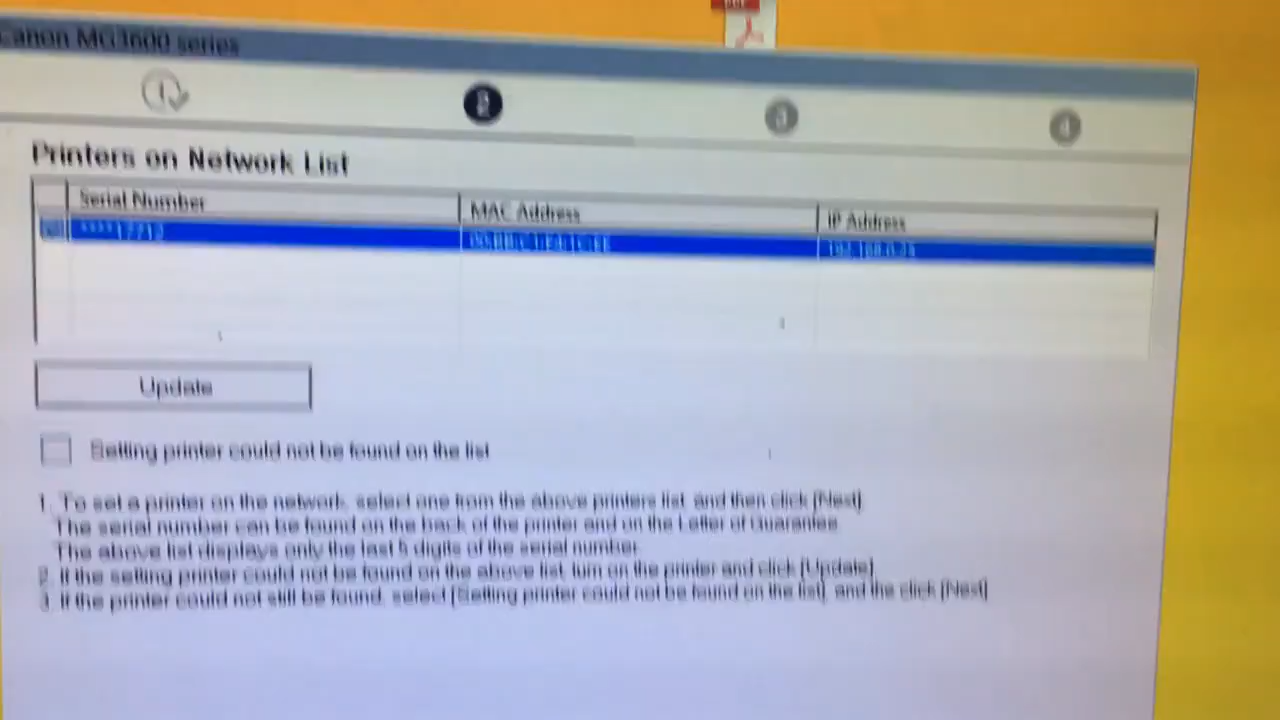 Canon MG3600 series
1 2 3 4
Printers on Network List
Serial Number MAC Address IP Address
Update
Setting printer could not be found on the list
1. To set a printer on the network, select one from the above printers list, and then click [Next].
The serial number can be found on the back of the printer and on the Letter of Guarantee.
The above list displays only the last 5 digits of the serial number.
2. If the setting printer could not be found on the above list, turn on the printer and click [Update].
3. If the printer could not still be found, select [Setting printer could not be found on the list], and the click [Next].